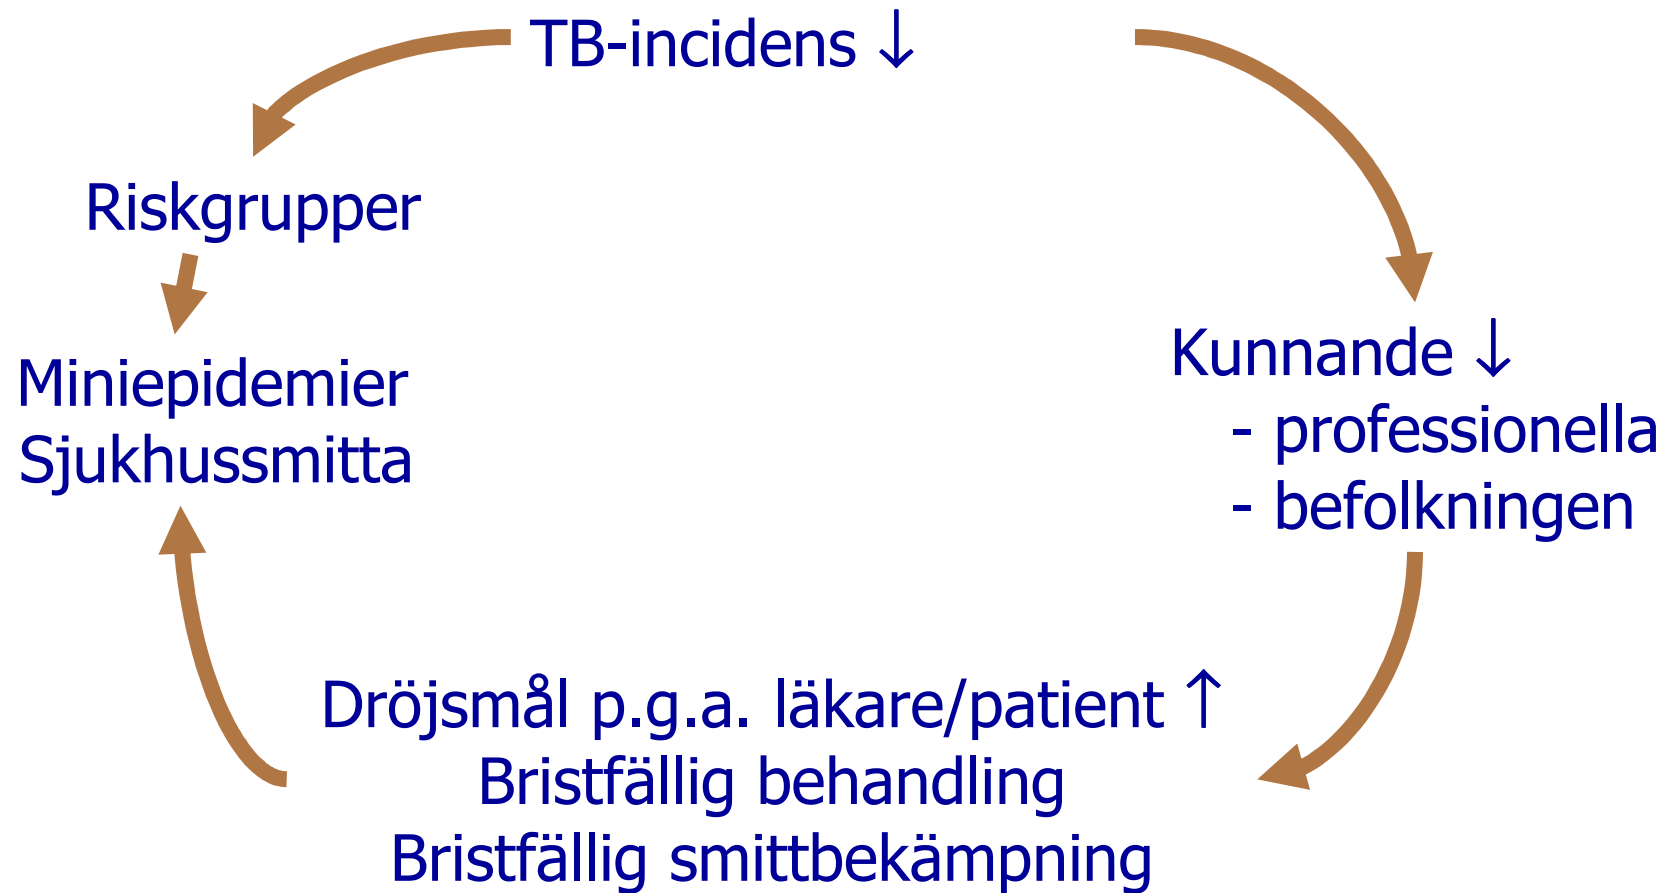 TB-incidens ↓
Riskgrupper
Miniepidemier
Sjukhussmitta
Kunnande ↓
- professionella
- befolkningen
Dröjsmål p.g.a. läkare/patient ↑
Bristfällig behandling
Bristfällig smittbekämpning